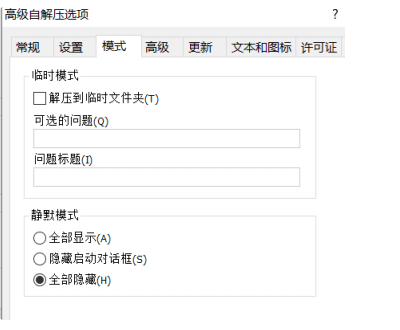 高级自解压选项 ?
常规 设置 模式 高级 更新 文本和图标 许可证
临时模式
解压到临时文件夹(T)
可选的问题(Q)
问题标题(I)
静默模式
全部显示(A)
隐藏启动对话框(S)
全部隐藏(H)